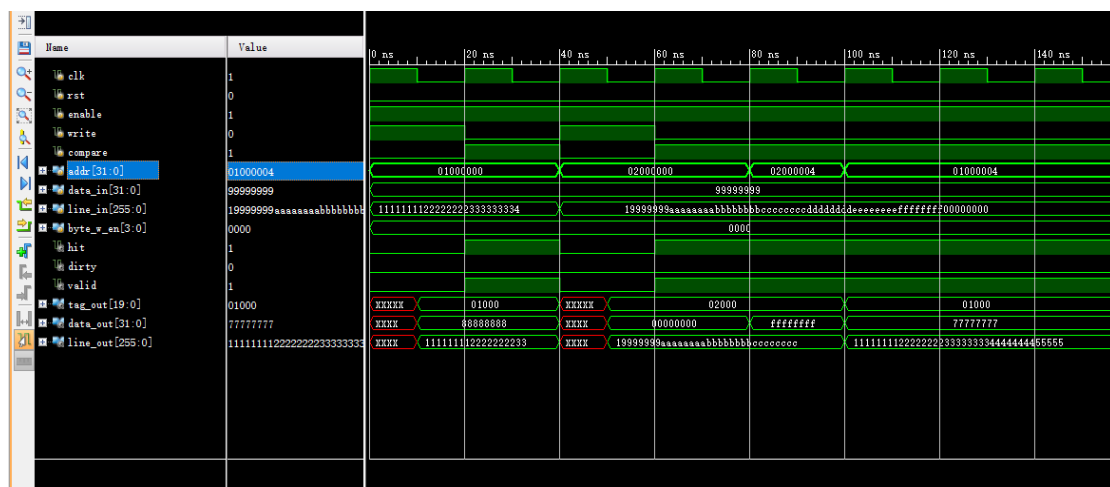 Name Value 0 ns 20 ns 40 ns 60 ns 80 ns 100 ns 120 ns 140 ns
clk 1
rst 0
enable 1
write 0
compare 1
addr[31:0] 01000004 01000000 02000000 02000004 01000004
data_in[31:0] 99999999 99999999
line_in[255:0] 19999999aaaaaaaabbbbbbbb 1111111122222222333333334 19999999aaaaaaaabbbbbbbbccccccccddddddddeeeeeeeeffffffff00000000
byte_w_en[3:0] 0000 0000
hit 1
dirty 0
valid 1
tag_out[19:0] 01000 XXXXX 01000 XXXXX 02000 01000
data_out[31:0] 77777777 XXXX 88888888 XXXX 00000000 ffffffff 77777777
line_out[255:0] 111111112222222233333333 XXXX 111111112222222233 XXXX 19999999aaaaaaaabbbbbbbbcccccccc 1111111122222222333333334444444455555